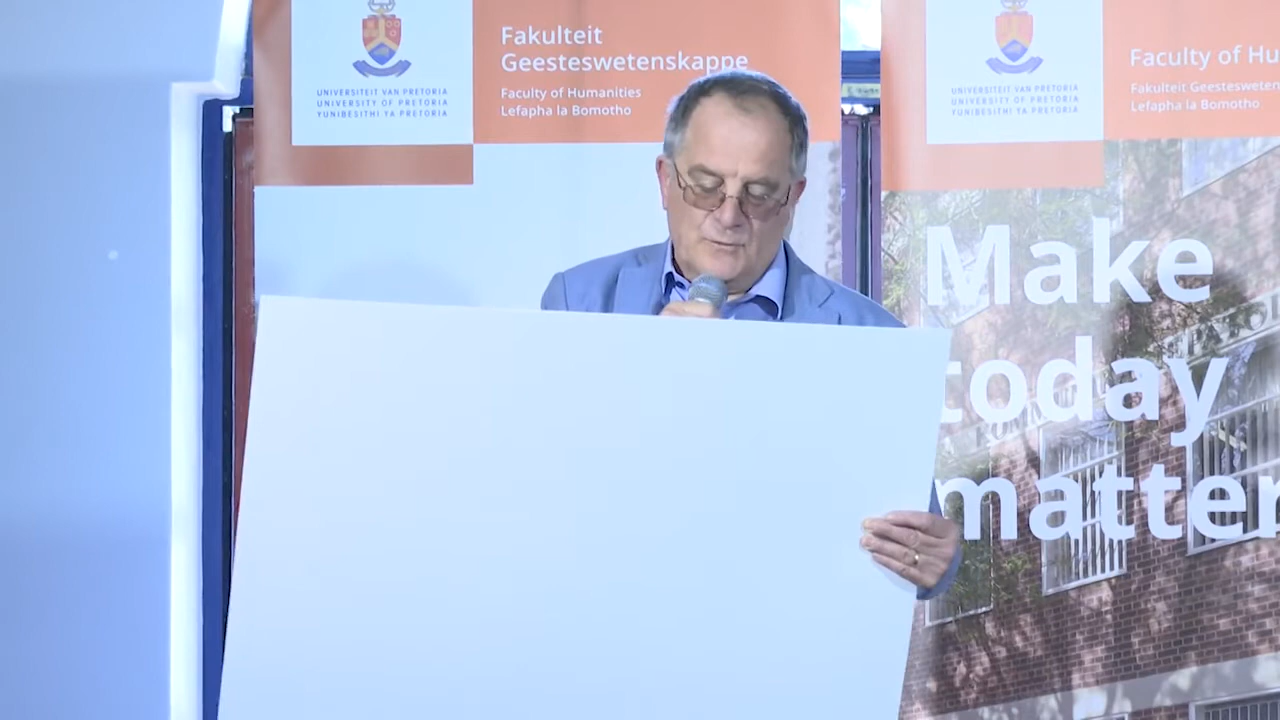 UNIVERSITEIT VAN PRETORIA
UNIVERSITY OF PRETORIA
YUNIBESITHI YA PRETORIA
Fakulteit
Geesteswetenskappe
Faculty of Humanities
Lefapha la Bomotho
UNIVERSITEIT VAN PRETORIA
UNIVERSITY OF PRETORIA
YUNIBESITHI YA PRETORIA
Faculty of Hu
Fakulteit Geestesweten
Lefapha la Bomotho
Make
today
matter